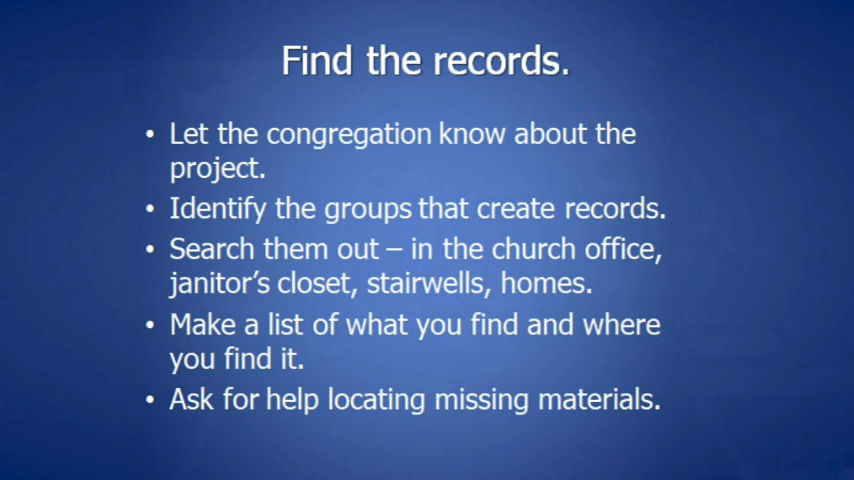 Find the records.
• Let the congregation know about the
project.
• Identify the groups that create records.
• Search them out – in the church office,
janitor's closet, stairwells, homes.
• Make a list of what you find and where
you find it.
• Ask for help locating missing materials.